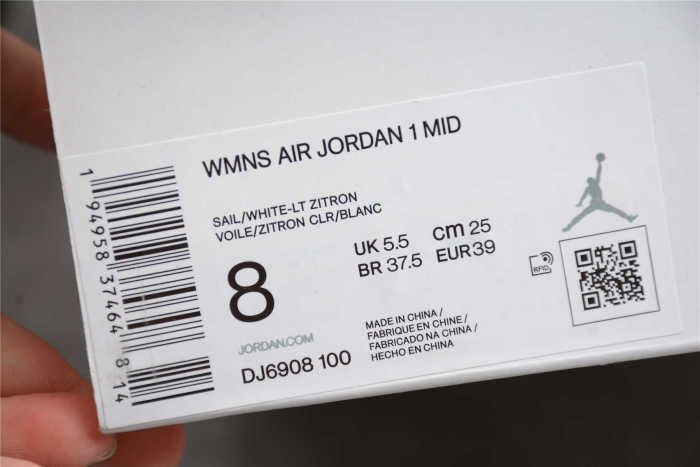 WMNS AIR JORDAN 1 MID
SAIL/WHITE-LT ZITRON
VOILE/ZITRON CLR/BLANC
8
UK 5.5 cm 25
BR 37.5 EUR39
RFID
JORDAN.COM
DJ6908 100
MADE IN CHINA/
FABRIQUE EN CHINE/
FABRICADO NA CHINA/
HECHO EN CHINA
1 94958 37464 8 14